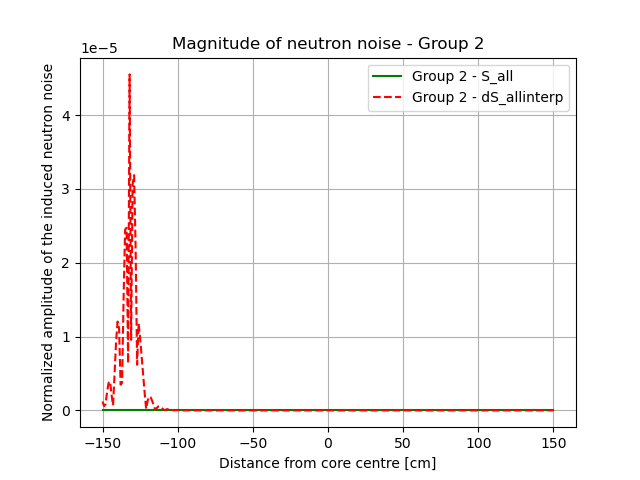 Magnitude of neutron noise - Group 2
1e−5
Group 2 - S_all
Group 2 - dS_allinterp
Normalized amplitude of the induced neutron noise
4
3
2
1
0
−150 −100 −50 0 50 100 150
Distance from core centre [cm]